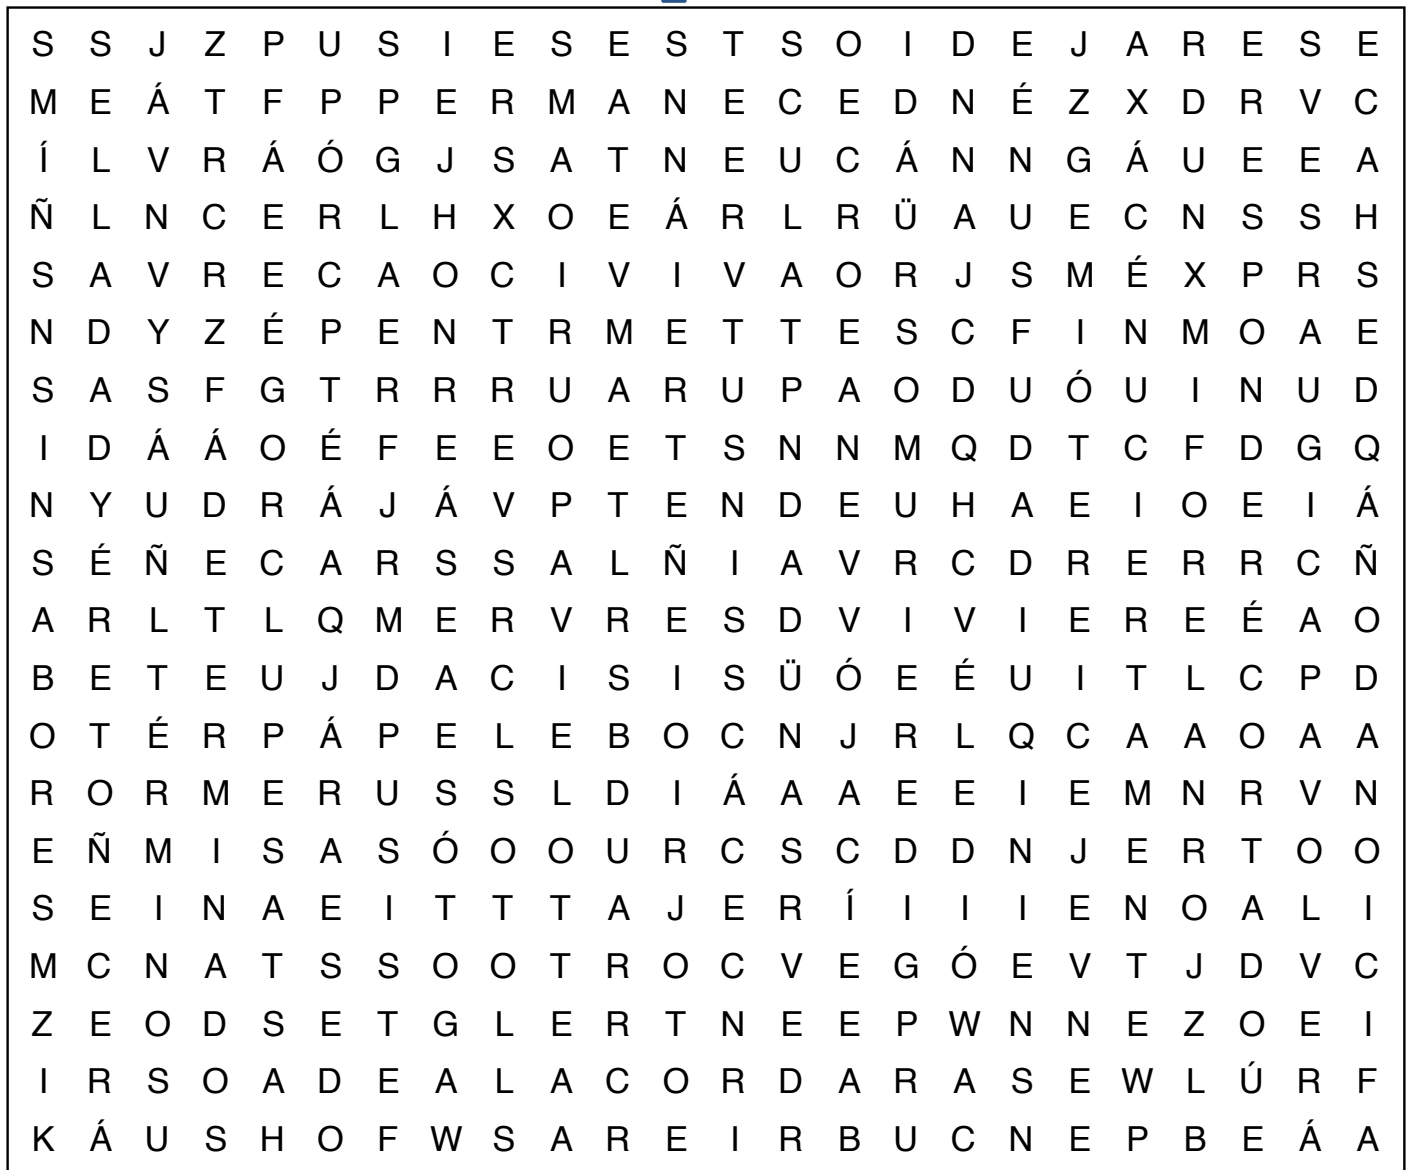 S S J Z P U S I E S E S T S O I D E J A R E S E
M E Á T F P P E R M A N E C E D N É Z X D R V C
Í L V R Á Ó G J S A T N E U C Á N N G Á U E E A
Ñ L N C E R L H X O E Á R L R Ü A U E C N S S H
S A V R E C A O C I V I V A O R J S M É X P R S
N D Y Z É P E N T R M E T T E S C F I N M O A E
S A S F G T R R R U A R U P A O D U Ó U I N U D
I D Á Á O É F E E O E T S N N M Q D T C F D G Q
N Y U D R Á J Á V P T E N D E U H A E I O E I Á
S É Ñ E C A R S S A L Ñ I A V R C D R E R R C Ñ
A R L T L Q M E R V R E S D V I V I E R E É A O
B E T E U J D A C I S I S Ü Ó E É U I T L C P D
O T É R P Á P E L E B O C N J R L Q C A A O A A
R O R M E R U S S L D I Á A A E E I E M N R V N
E Ñ M I S A S Ó O O U R C S C D D N J E R T O O
S E I N A E I T T T A J E R Í I I I E N O A L I
M C N A T S S O O T R O C V E G Ó E V T J D V C
Z E O D S E T G L E R T N E E P W N N E Z O E I
I R S O A D E A L A C O R D A R A S E W L Ú R F
K Á U S H O F W S A R E I R B U C N E P B E Á A